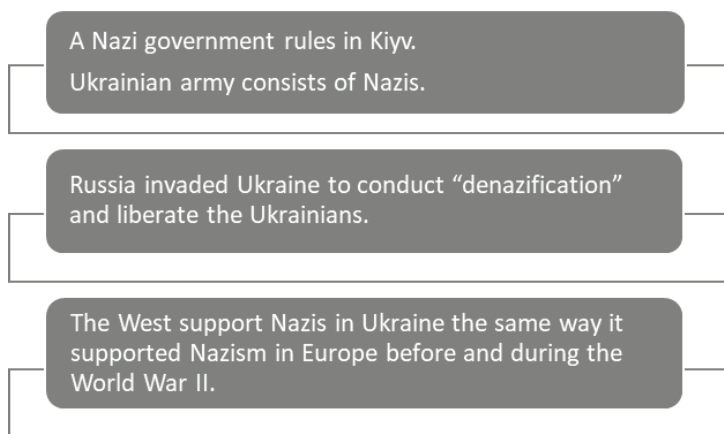 A Nazi government rules in Kiyv.
Ukrainian army consists of Nazis.
Russia invaded Ukraine to conduct “denazification”
and liberate the Ukrainians.
The West support Nazis in Ukraine the same way it
supported Nazism in Europe before and during the
World War II.